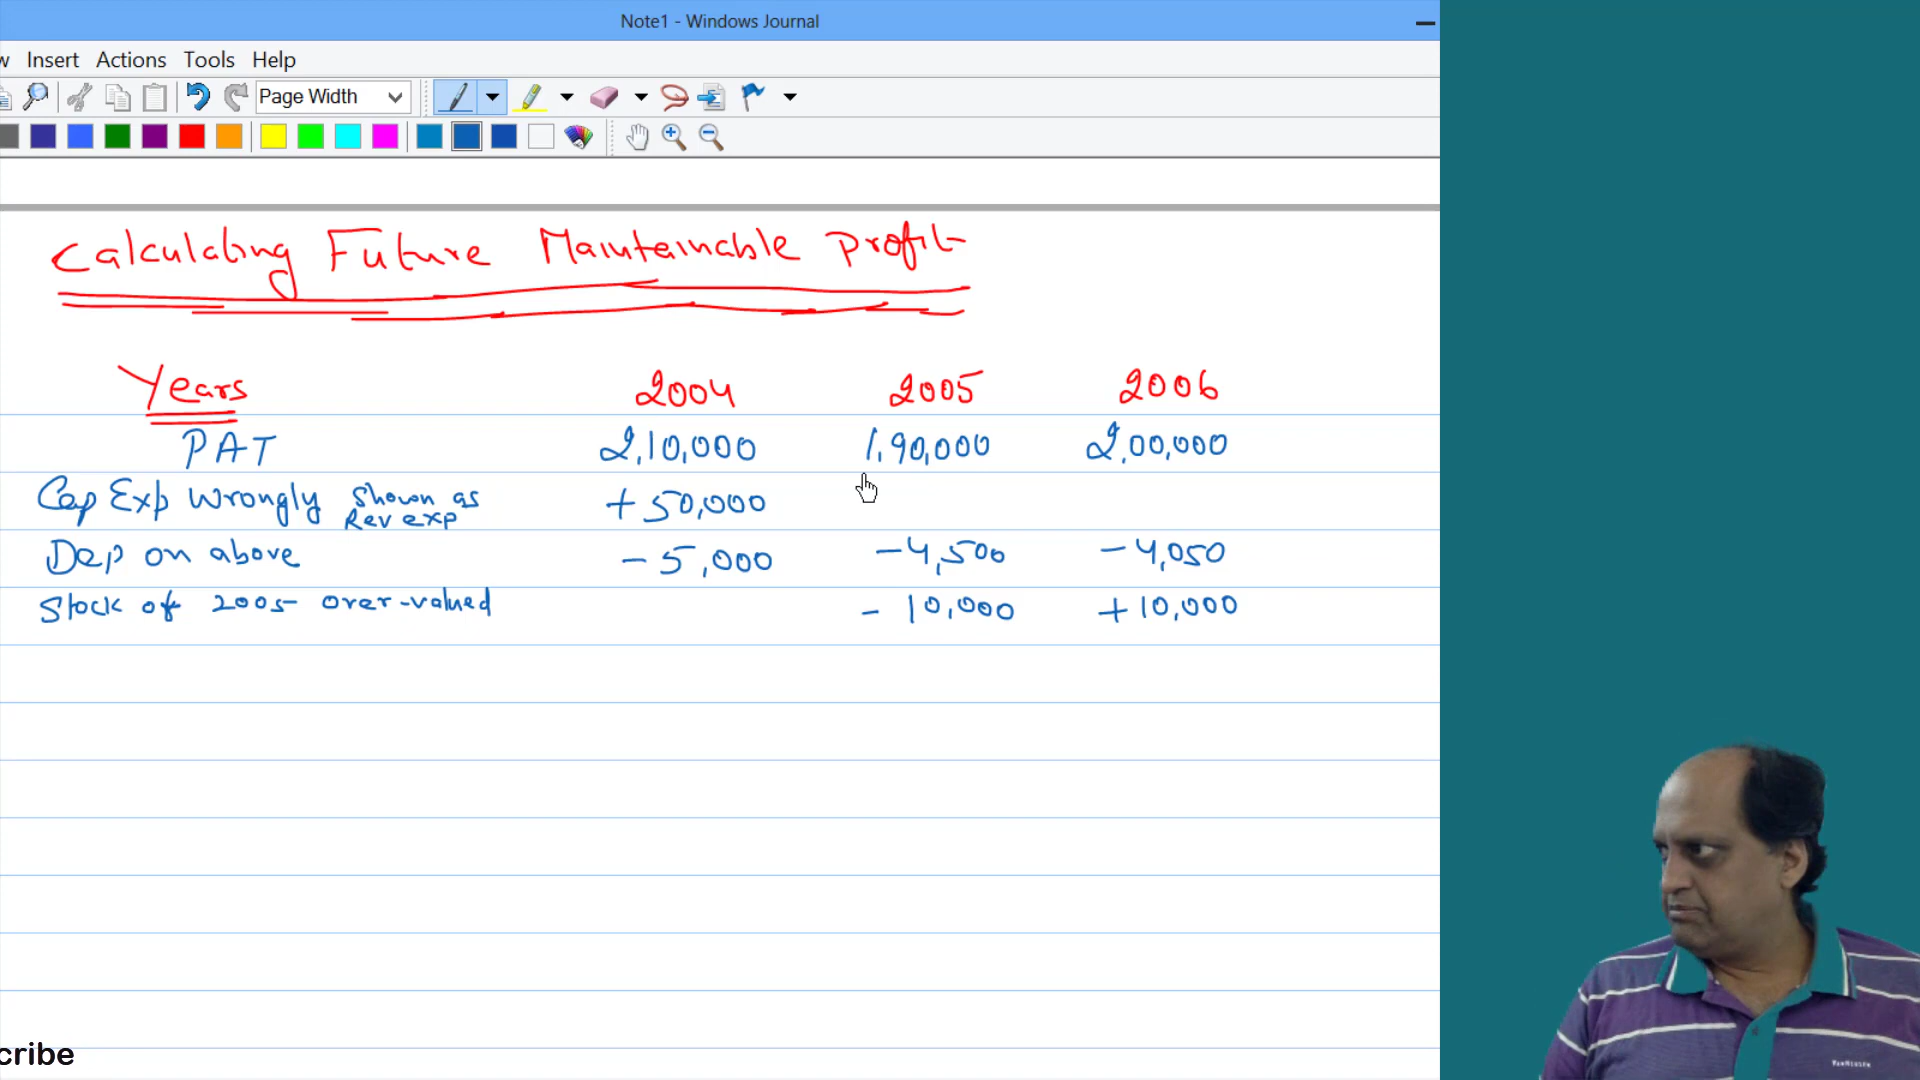 Note1 - Windows Journal
w Insert Actions Tools Help
Page Width
Calculating Future Maintainable Profit
Years 2004 2005 2006
PAT 2,10,000 1,90,000 2,00,000
Cap Exp wrongly shown as Rev exp + 50,000
Dep on above - 5,000 - 4,500 - 4,050
Stock of 2005 over-valued - 10,000 + 10,000
cribe